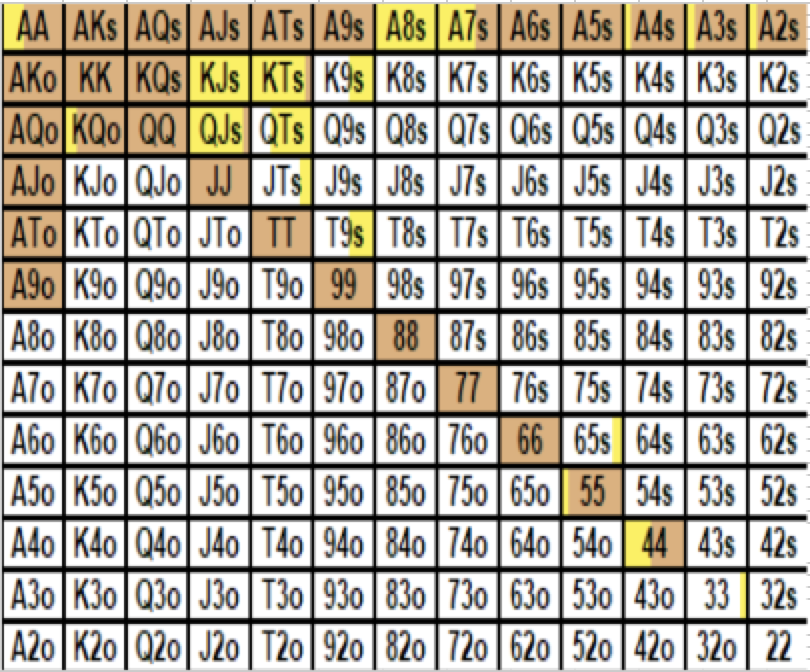 AA AKs AQs AJs ATs A9s A8s A7s A6s A5s A4s A3s A2s
AKo KK KQs KJs KTs K9s K8s K7s K6s K5s K4s K3s K2s
AQo KQo QQ QJs QTs Q9s Q8s Q7s Q6s Q5s Q4s Q3s Q2s
AJo KJo QJo JJ JTs J9s J8s J7s J6s J5s J4s J3s J2s
ATo KTo QTo JTo TT T9s T8s T7s T6s T5s T4s T3s T2s
A9o K9o Q9o J9o T9o 99 98s 97s 96s 95s 94s 93s 92s
A8o K8o Q8o J8o T8o 98o 88 87s 86s 85s 84s 83s 82s
A7o K7o Q7o J7o T7o 97o 87o 77 76s 75s 74s 73s 72s
A6o K6o Q6o J6o T6o 96o 86o 76o 66 65s 64s 63s 62s
A5o K5o Q5o J5o T5o 95o 85o 75o 65o 55 54s 53s 52s
A4o K4o Q4o J4o T4o 94o 84o 74o 64o 54o 44 43s 42s
A3o K3o Q3o J3o T3o 93o 83o 73o 63o 53o 43o 33 32s
A2o K2o Q2o J2o T2o 92o 82o 72o 62o 52o 42o 32o 22